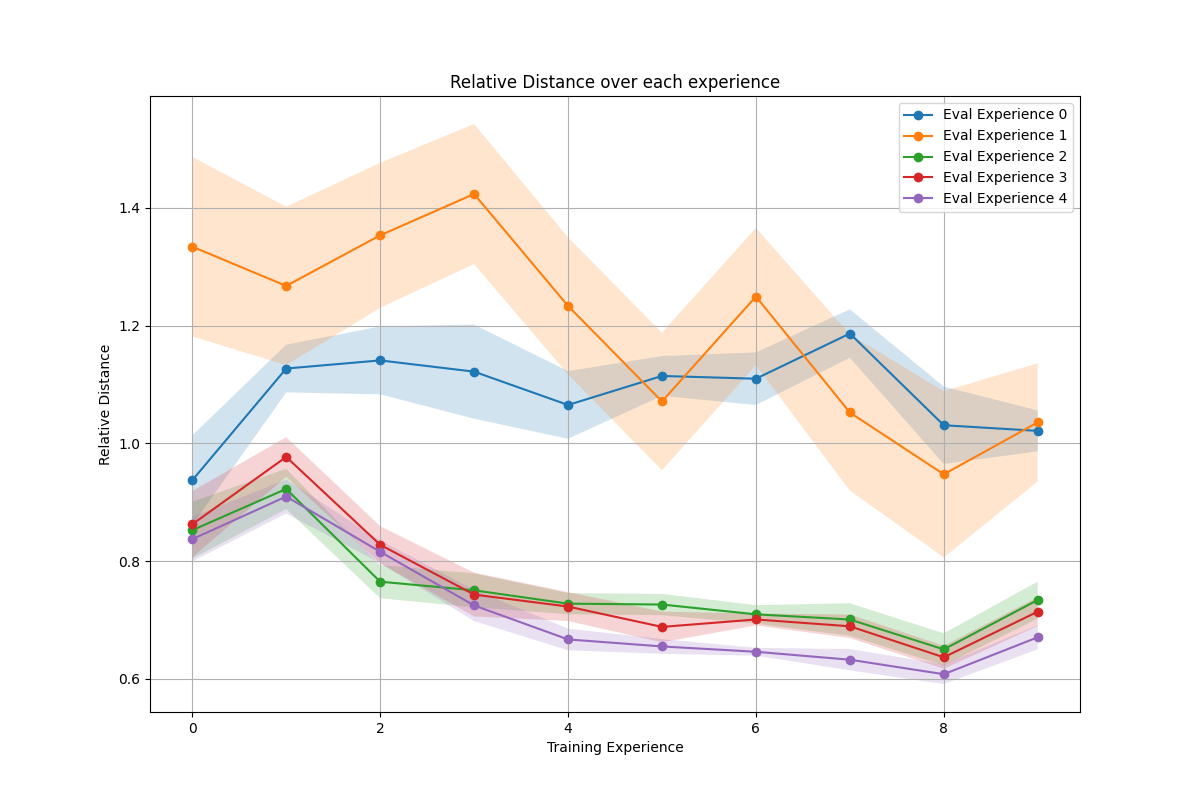 Relative Distance over each experience
Eval Experience 0
Eval Experience 1
Eval Experience 2
Eval Experience 3
Eval Experience 4
Relative Distance
1.4
1.2
1.0
0.8
0.6
0 2 4 6 8
Training Experience